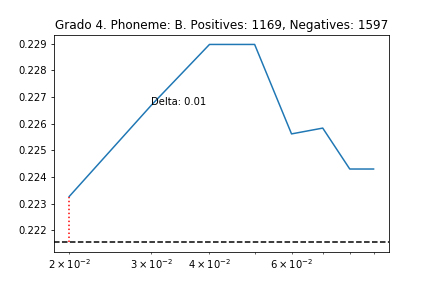 Grado 4. Phoneme: B. Positives: 1169, Negatives: 1597
0.229
0.228
0.227
Delta: 0.01
0.226
0.225
0.224
0.223
0.222
2 × 10⁻² 3 × 10⁻² 4 × 10⁻² 6 × 10⁻²